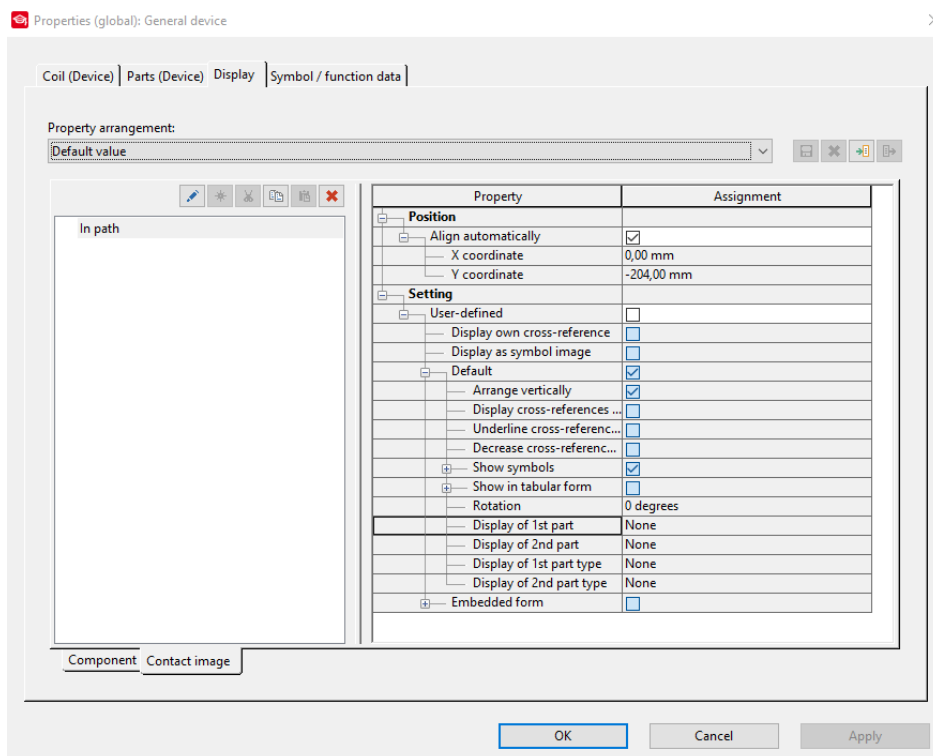 Properties (global): General device
Coil (Device) Parts (Device) Display Symbol / function data
Property arrangement:
Default value
Property Assignment
In path
Position
Align automatically
X coordinate 0,00 mm
Y coordinate -204,00 mm
Setting
User-defined
Display own cross-reference
Display as symbol image
Default
Arrange vertically
Display cross-references ...
Underline cross-referenc...
Decrease cross-referenc...
Show symbols
Show in tabular form
Rotation 0 degrees
Display of 1st part None
Display of 2nd part None
Display of 1st part type None
Display of 2nd part type None
Embedded form
Component Contact image
OK Cancel Apply